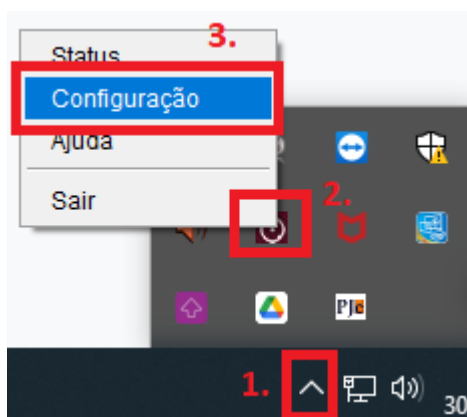 3.
Status
Configuração
Ajuda
Sair
2.
PJe
1.
30